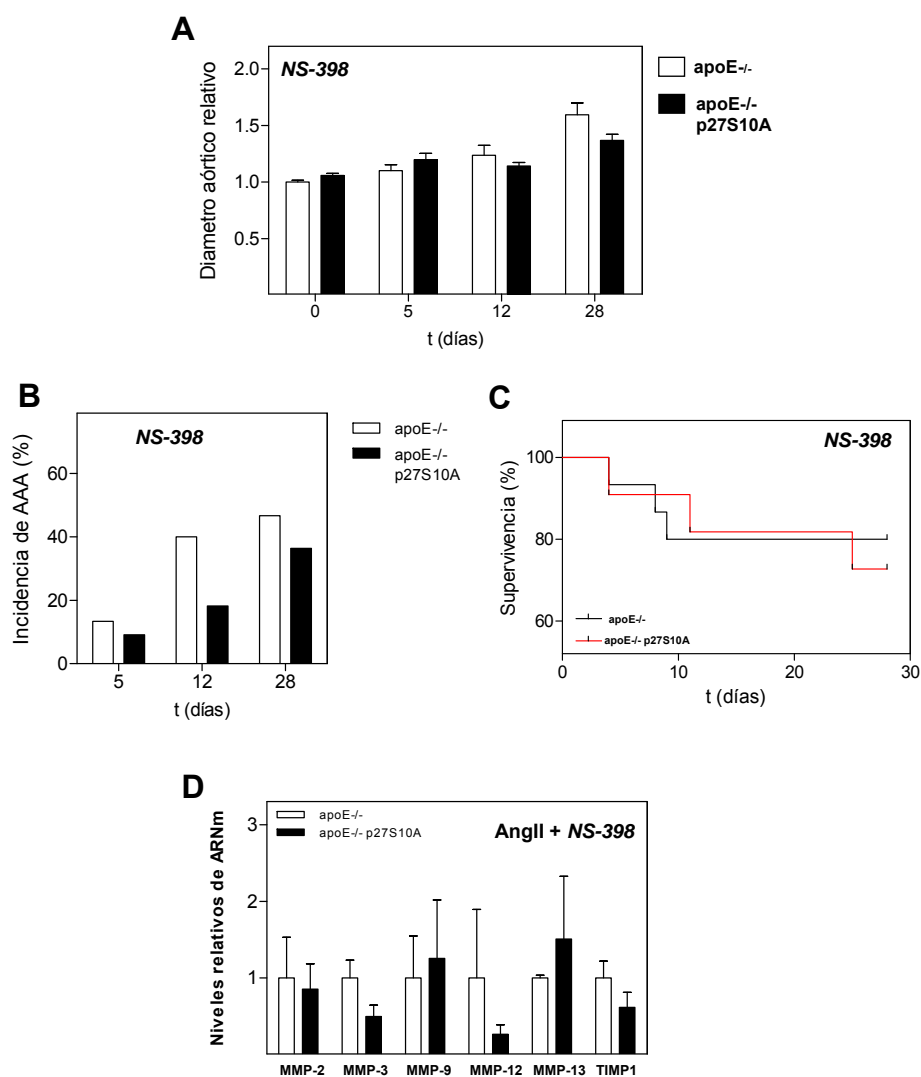 A
NS-398
apoE-/-
apoE-/-
p27S10A
Diametro aórtico relativo
2.0
1.5
1.0
0.5
0 5 12 28
t (días)
B
NS-398
apoE-/-
apoE-/-
p27S10A
Incidencia de AAA (%)
60
40
20
0
5 12 28
t (días)
C
NS-398
Supervivencia (%)
100
80
60
apoE-/-
apoE-/- p27S10A
0 10 20 30
t (días)
D
apoE-/-
apoE-/- p27S10A
AngII + NS-398
Niveles relativos de ARNm
3
2
1
MMP-2 MMP-3 MMP-9 MMP-12 MMP-13 TIMP1